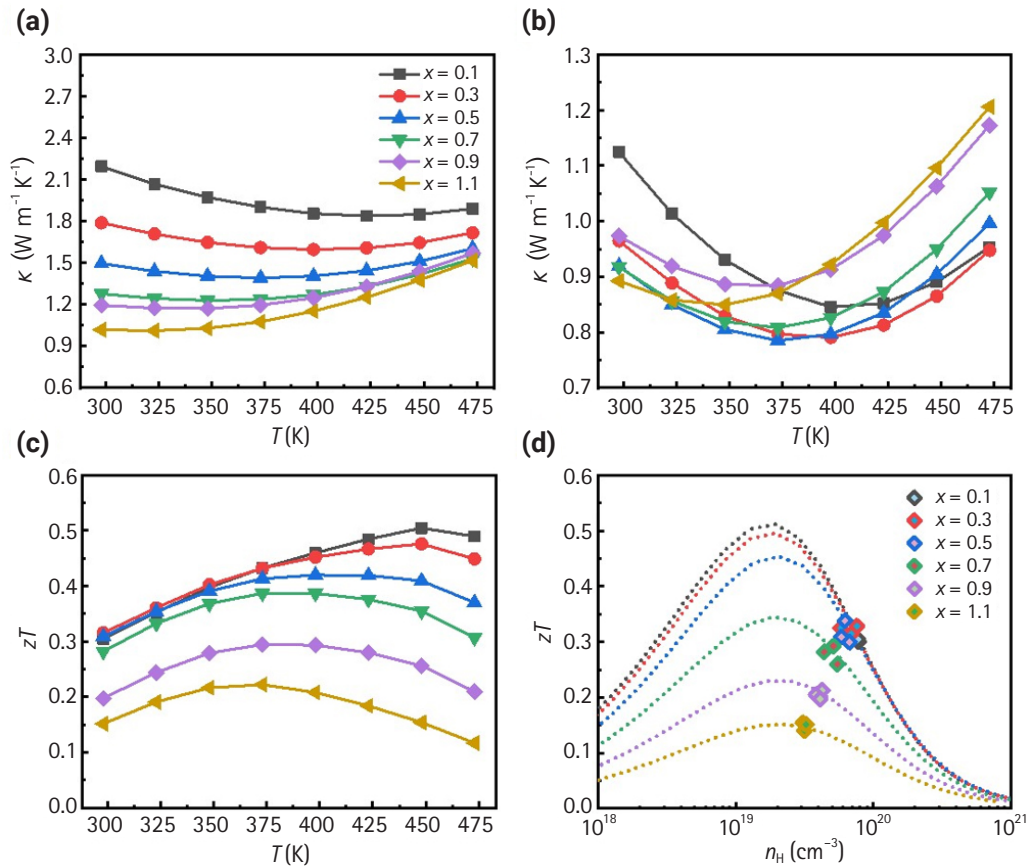 (a)
3.0
2.7
2.4
2.1
1.8
1.5
1.2
0.9
0.6
κ (W m⁻¹ K⁻¹)
x = 0.1
x = 0.3
x = 0.5
x = 0.7
x = 0.9
x = 1.1
300 325 350 375 400 425 450 475
T (K)
(b)
1.3
1.2
1.1
1.0
0.9
0.8
0.7
κ (W m⁻¹ K⁻¹)
300 325 350 375 400 425 450 475
T (K)
(c)
0.6
0.5
0.4
0.3
0.2
0.1
0.0
zT
300 325 350 375 400 425 450 475
T (K)
(d)
0.6
0.5
0.4
0.3
0.2
0.1
0.0
zT
x = 0.1
x = 0.3
x = 0.5
x = 0.7
x = 0.9
x = 1.1
10¹⁸ 10¹⁹ 10²⁰ 10²¹
n_H (cm⁻³)